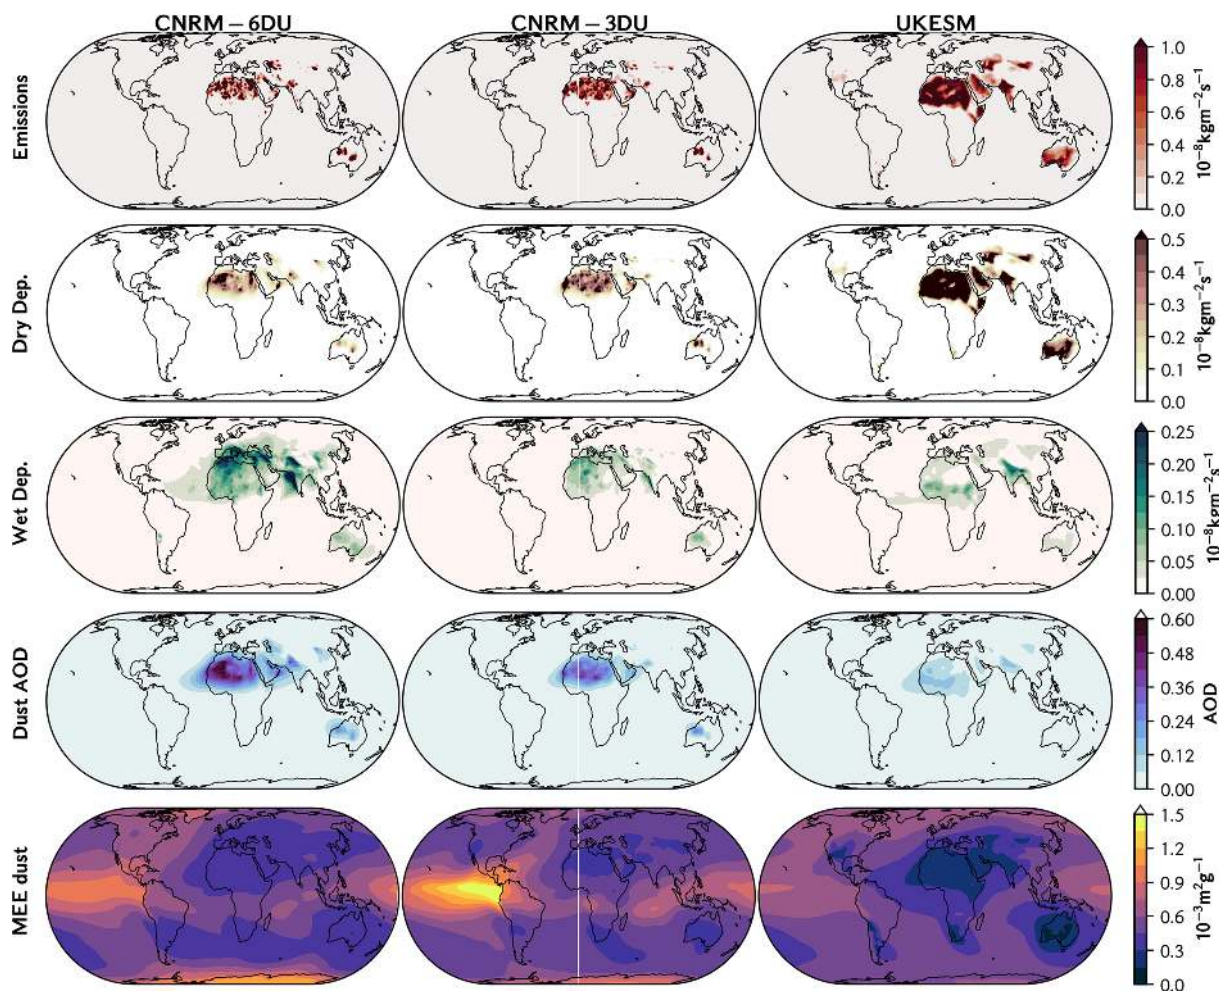 CNRM – 6DU CNRM – 3DU UKESM
Emissions
1.0
0.8
0.6
0.4
0.2
0.0
10⁻⁸kgm⁻²s⁻¹
Dry Dep.
0.5
0.4
0.3
0.2
0.1
0.0
10⁻⁸kgm⁻²s⁻¹
Wet Dep.
0.25
0.20
0.15
0.10
0.05
0.00
10⁻⁸kgm⁻²s⁻¹
Dust AOD
0.60
0.48
0.36
0.24
0.12
0.00
AOD
MEE dust
1.5
1.2
0.9
0.6
0.3
0.0
10⁻³m²g⁻¹